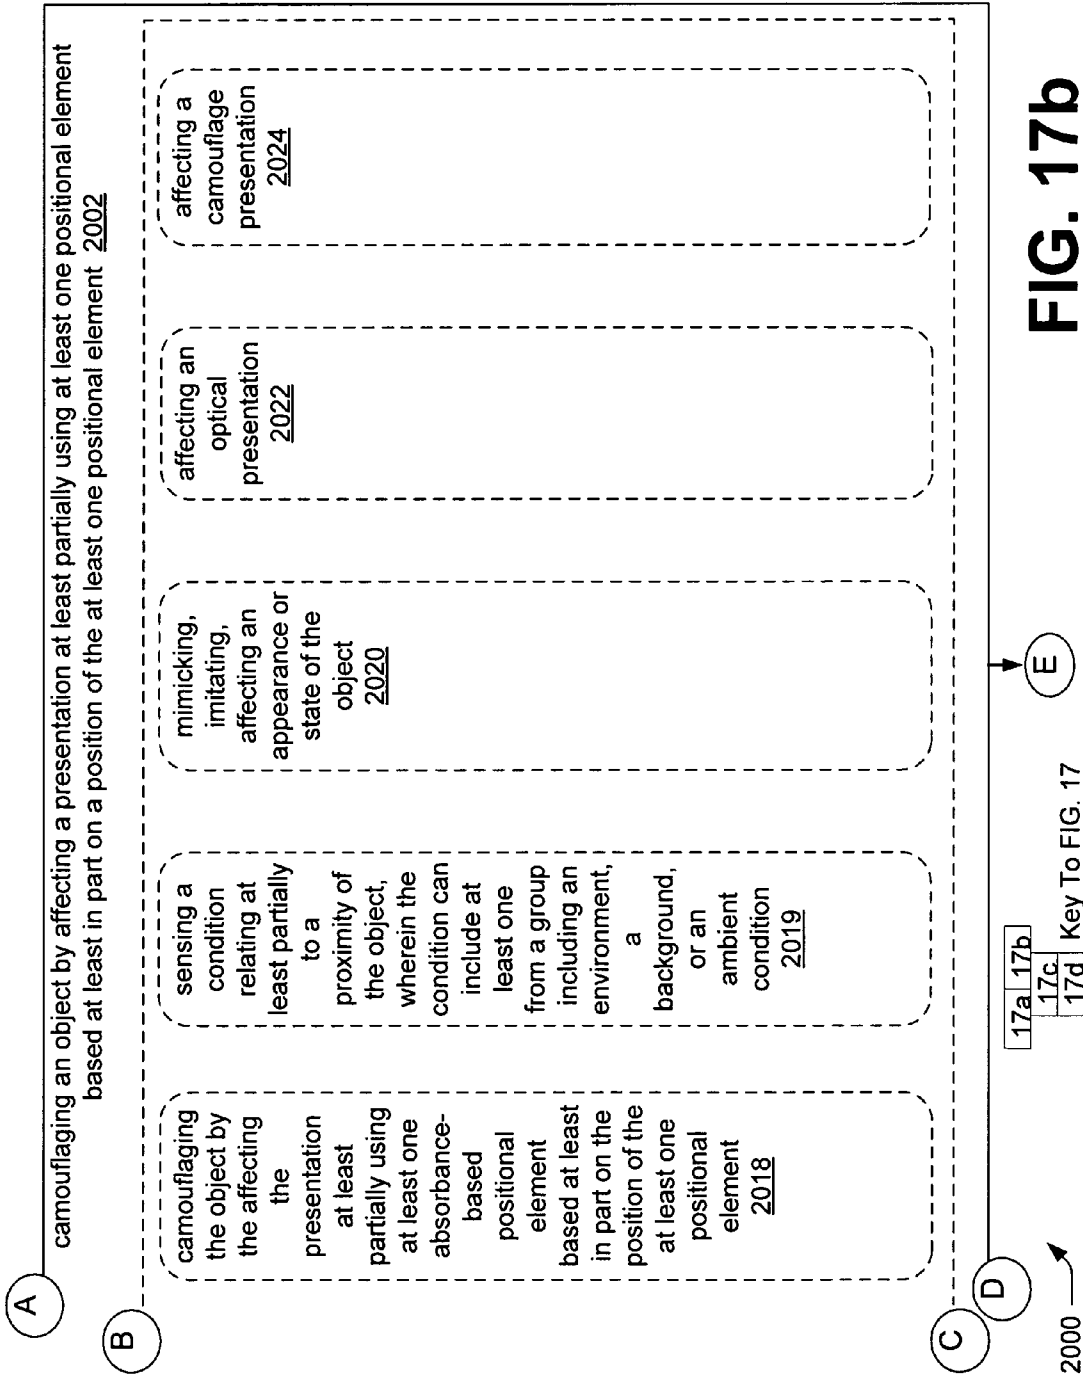 A
camouflaging an object by affecting a presentation at least partially using at least one positional element
based at least in part on a position of the at least one positional element 2002
B
camouflaging
the object by
the affecting
the
presentation
at least
partially using
at least one
absorbance-
based
positional
element
based at least
in part on the
position of the
at least one
positional
element
2018
sensing a
condition
relating at
least partially
to a
proximity of
the object,
wherein the
condition can
include at
least one
from a group
including an
environment,
a
background,
or an
ambient
condition
2019
mimicking,
imitating,
affecting an
appearance or
state of the
object
2020
affecting an
optical
presentation
2022
affecting a
camouflage
presentation
2024
C
D
E
2000
17a 17b
17c
17d
Key To FIG. 17
FIG. 17b